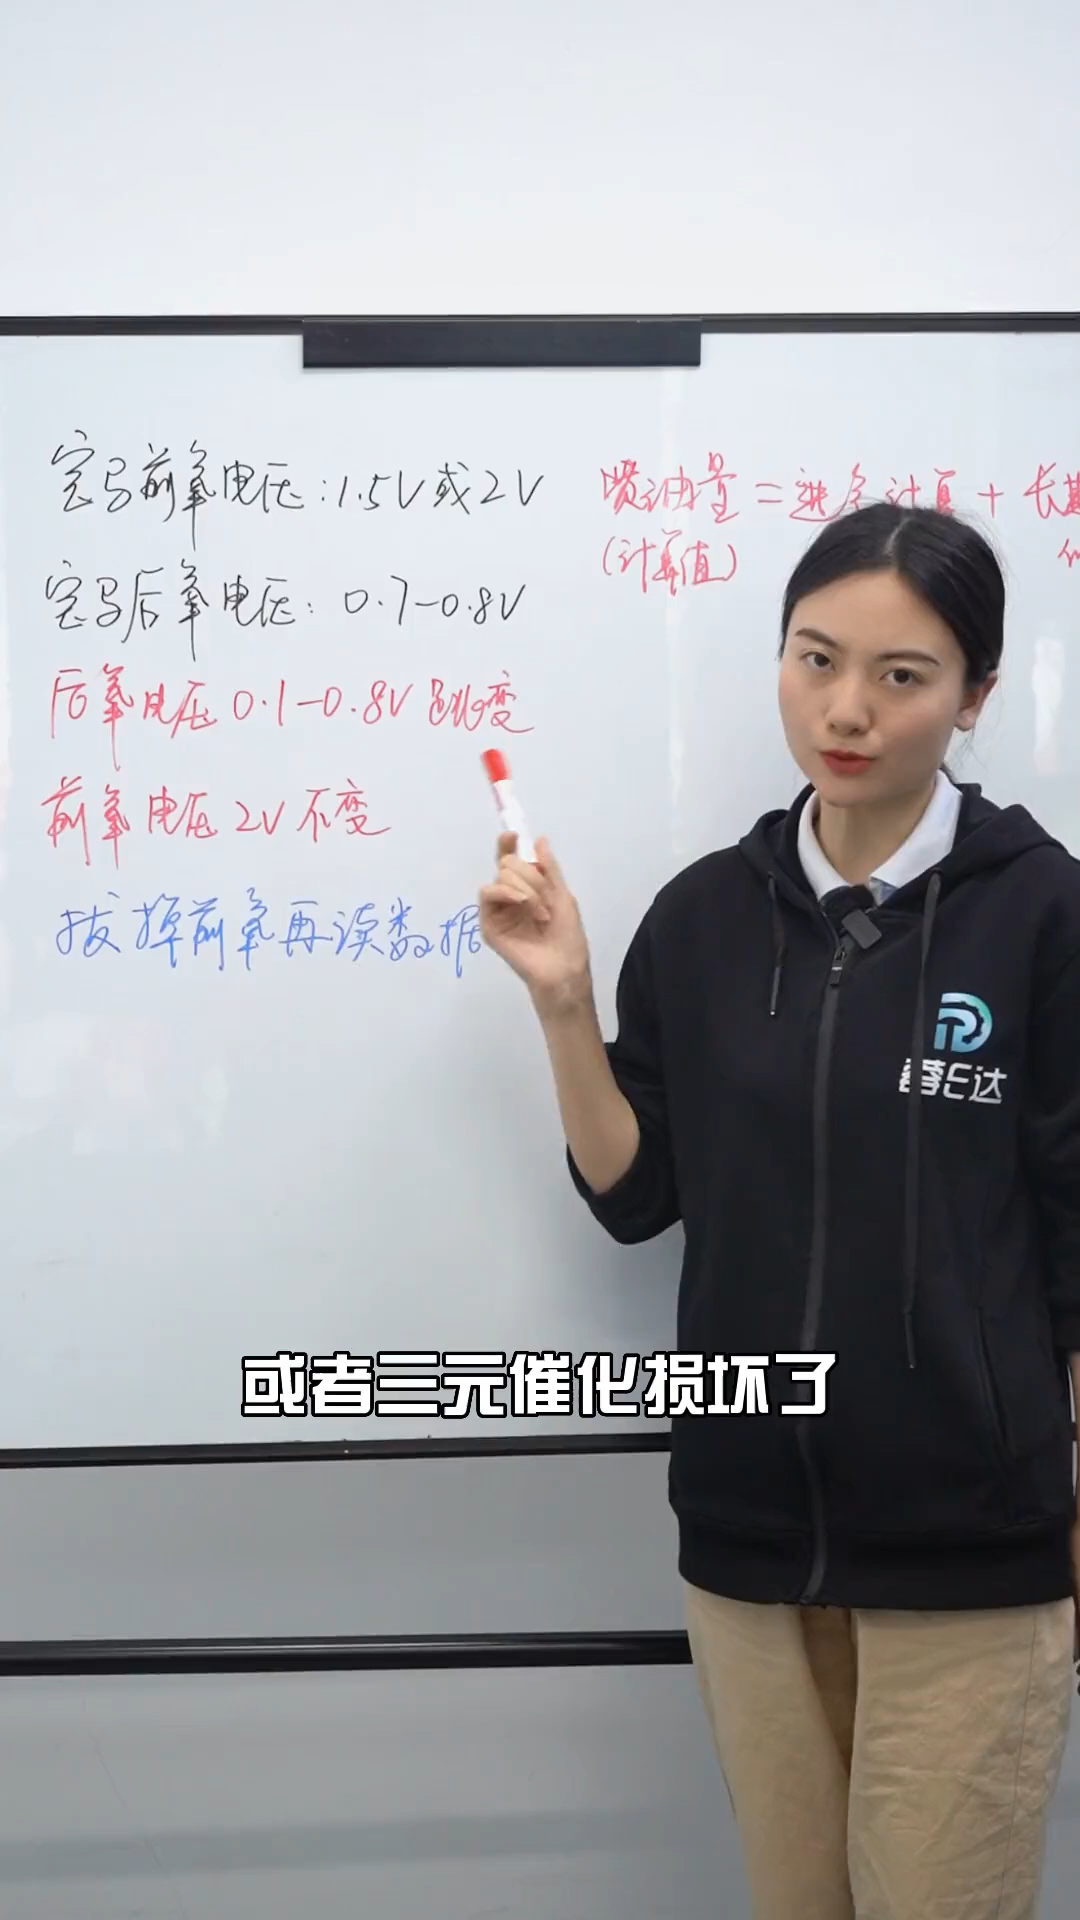 宝马前氧电压:1.5V或2V
宝马后氧电压:0.7-0.8V
后氧电压0.1-0.8V跳变
前氧电压2V不变
拔掉前氧再读数据
喷油量=进气计算+长期
(计算值)
蓉E达
或者三元催化损坏了